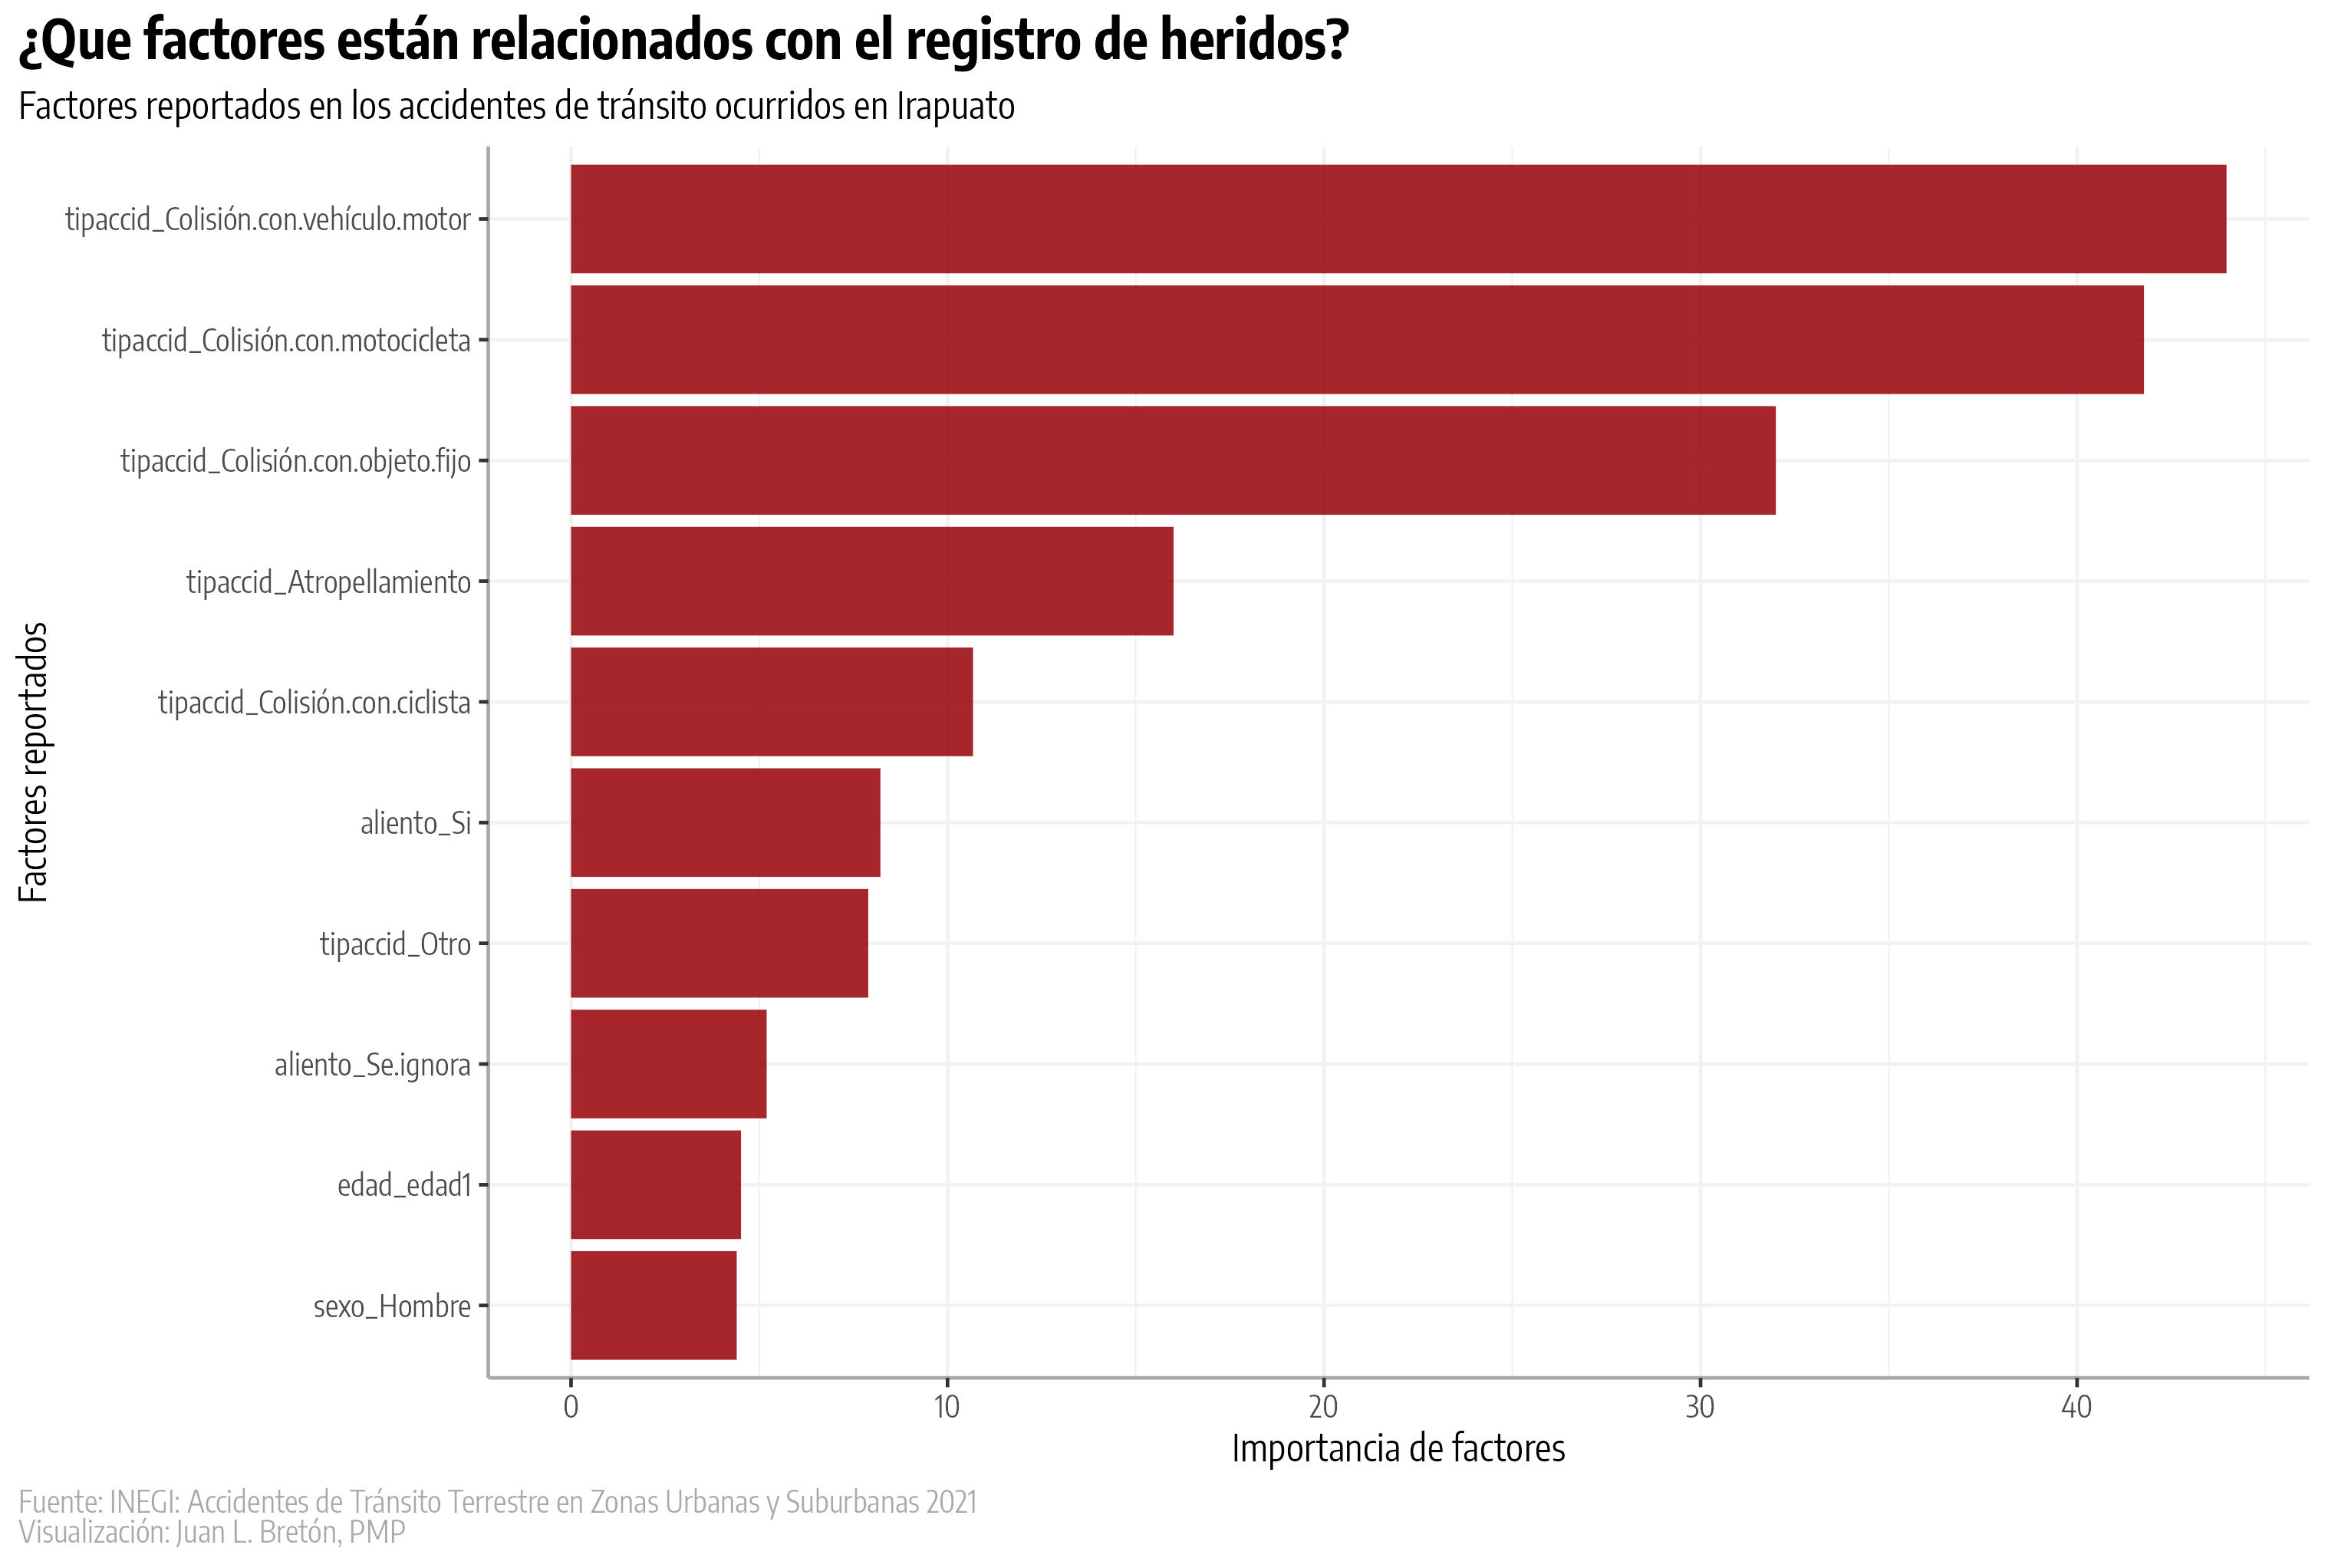 ¿Que factores están relacionados con el registro de heridos?
Factores reportados en los accidentes de tránsito ocurridos en Irapuato
Factores reportados
tipaccid_Colisión.con.vehículo.motor
tipaccid_Colisión.con.motocicleta
tipaccid_Colisión.con.objeto.fijo
tipaccid_Atropellamiento
tipaccid_Colisión.con.ciclista
aliento_Si
tipaccid_Otro
aliento_Se.ignora
edad_edad1
sexo_Hombre
0 10 20 30 40
Importancia de factores
Fuente: INEGI: Accidentes de Tránsito Terrestre en Zonas Urbanas y Suburbanas 2021
Visualización: Juan L. Bretón, PMP